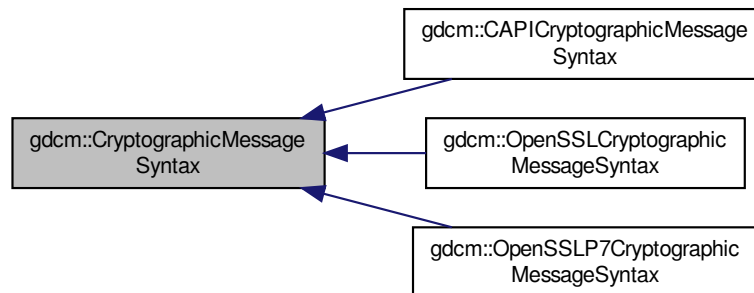 gdcm::CAPICryptographicMessage
Syntax
gdcm::CryptographicMessage
Syntax
gdcm::OpenSSLCryptographic
MessageSyntax
gdcm::OpenSSLP7Cryptographic
MessageSyntax